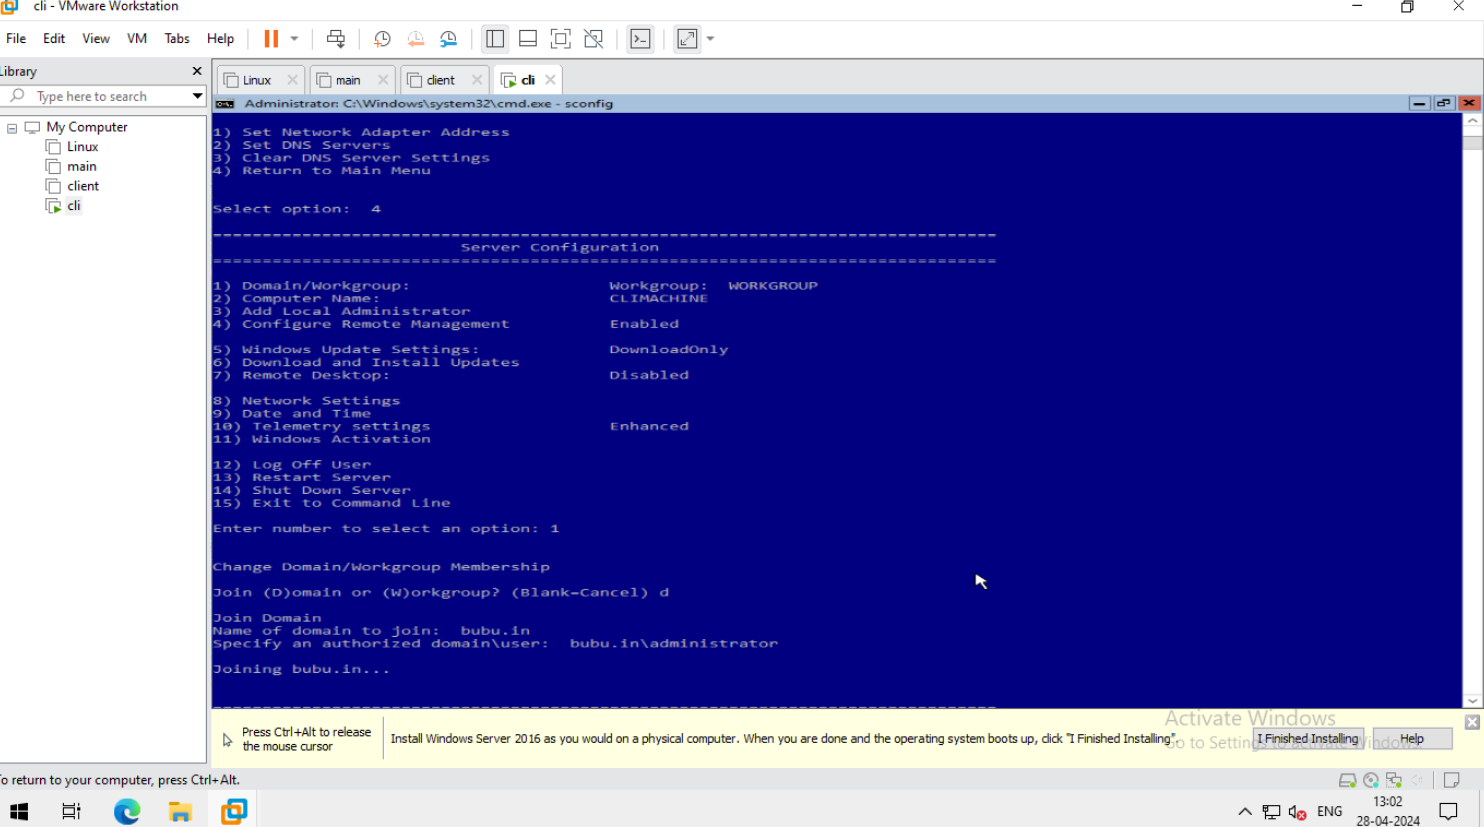 cli - VMware Workstation
File Edit View VM Tabs Help
Library
Type here to search
My Computer
Linux
main
client
cli
Linux main client cli
Administrator: C:\Windows\system32\cmd.exe - sconfig
1) Set Network Adapter Address
2) Set DNS Servers
3) Clear DNS Server Settings
4) Return to Main Menu
Select option: 4
===============================================================================
Server Configuration
===============================================================================
1) Domain/Workgroup: Workgroup: WORKGROUP
2) Computer Name: CLIMACHINE
3) Add Local Administrator
4) Configure Remote Management Enabled
5) Windows Update Settings: DownloadOnly
6) Download and Install Updates
7) Remote Desktop: Disabled
8) Network Settings
9) Date and Time
10) Telemetry settings Enhanced
11) Windows Activation
12) Log Off User
13) Restart Server
14) Shut Down Server
15) Exit to Command Line
Enter number to select an option: 1
Change Domain/Workgroup Membership
Join (D)omain or (W)orkgroup? (Blank=Cancel) d
Join Domain
Name of domain to join: bubu.in
Specify an authorized domain\user: bubu.in\administrator
Joining bubu.in...
Press Ctrl+Alt to release
the mouse cursor
Install Windows Server 2016 as you would on a physical computer. When you are done and the operating system boots up, click "I Finished Installing".
I Finished Installing Help
Activate Windows
Go to Settings to activate Windows.
To return to your computer, press Ctrl+Alt.
ENG
13:02
28-04-2024